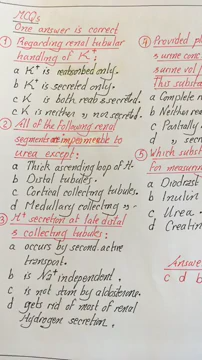 MCQs
One answer is correct
① Regarding renal tubular
handling of K⁺:
a K⁺ is reabsorbed only.
b K⁺ is secreted only.
c K is both reab & secreted.
c K is neither " nor secreted.
② All of the following renal
segments are impermeable to
urea except:
a Thick ascending loop of H.
b Distal tubules.
c Cortical collecting tubules.
d Medullary collecting "
③ H⁺ secretion at late distal
& collecting tubules:
a occurs by second. active
transport.
b is Na⁺ independent.
c is not stim by aldosterone.
d gets rid of most of renal
Hydrogen secretion.
④ Provided pl
& urine conc
urine vol /
This substa
a Complete r
b Neither rea
c Partially
d " sec
⑤ Which subst
for measurin
a Diodrast
b Inulin
c Urea.
d Creatin
Answe
c d b